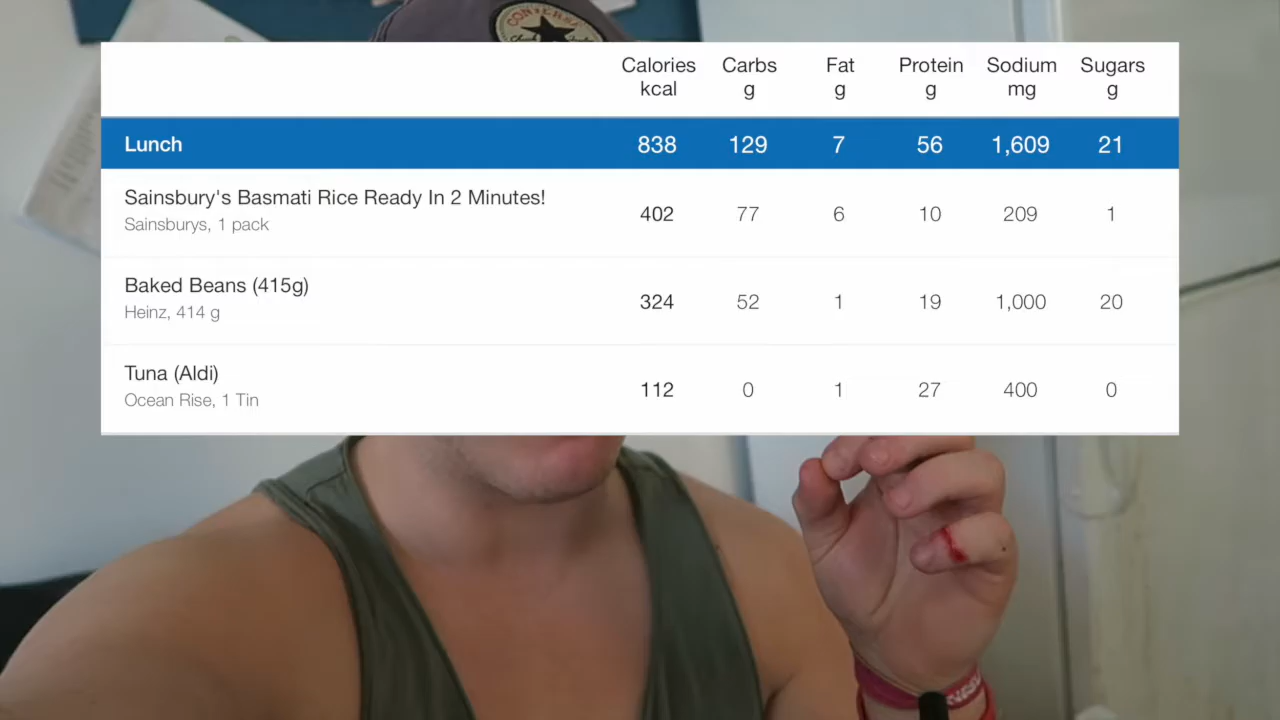 CONVERSE
Calories Carbs Fat Protein Sodium Sugars
kcal g g g mg g
Lunch 838 129 7 56 1,609 21
Sainsbury's Basmati Rice Ready In 2 Minutes!
Sainsburys, 1 pack
402 77 6 10 209 1
Baked Beans (415g)
Heinz, 414 g
324 52 1 19 1,000 20
Tuna (Aldi)
Ocean Rise, 1 Tin
112 0 1 27 400 0